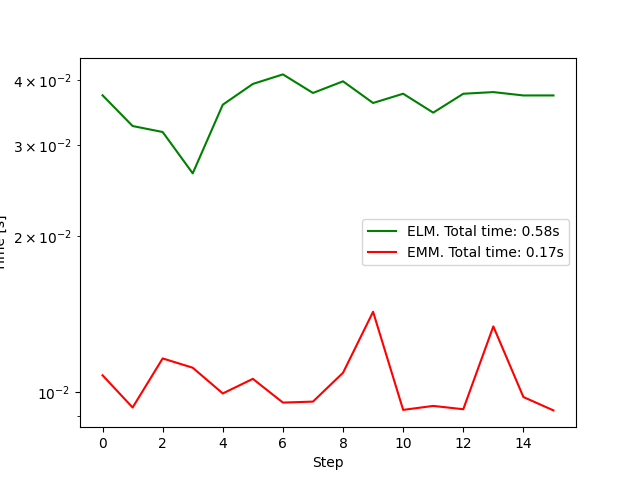 4 × 10⁻²
3 × 10⁻²
2 × 10⁻²
10⁻²
ELM. Total time: 0.58s
EMM. Total time: 0.17s
0 2 4 6 8 10 12 14
Step